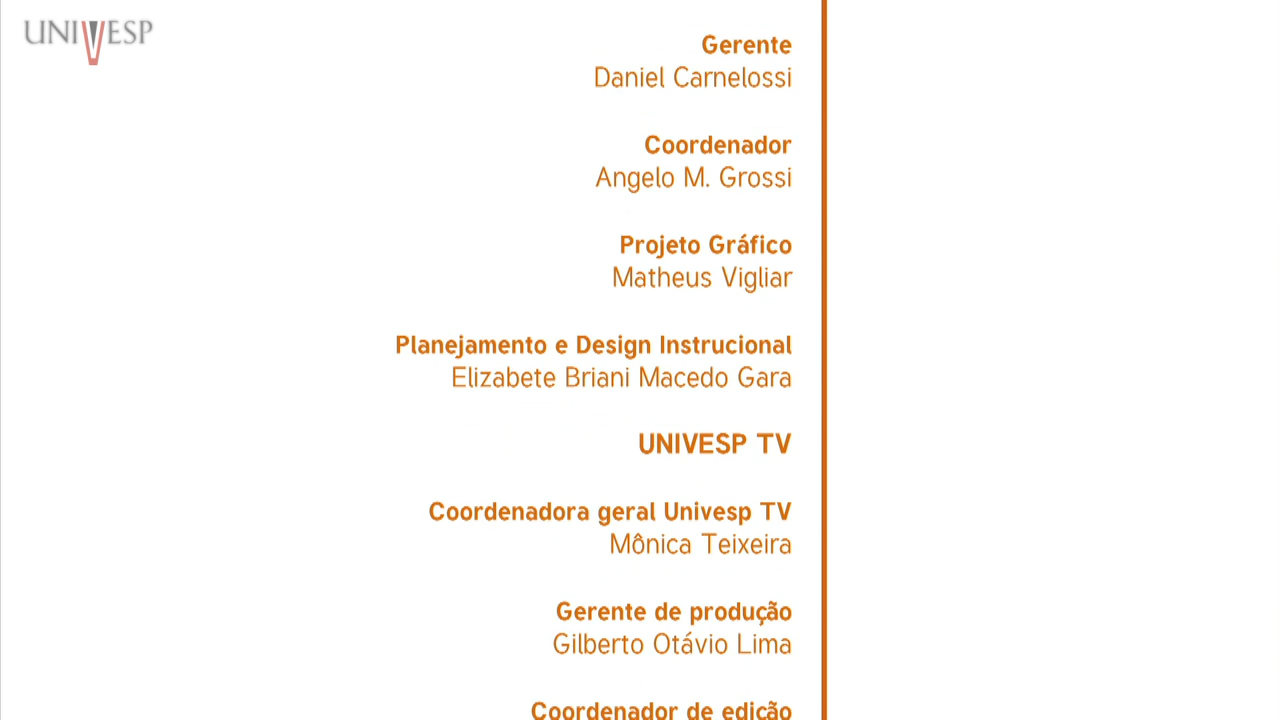 UNIVESP
Gerente
Daniel Carnelossi
Coordenador
Angelo M. Grossi
Projeto Gráfico
Matheus Vigliar
Planejamento e Design Instrucional
Elizabete Briani Macedo Gara
UNIVESP TV
Coordenadora geral Univesp TV
Mônica Teixeira
Gerente de produção
Gilberto Otávio Lima
Coordenador de edição